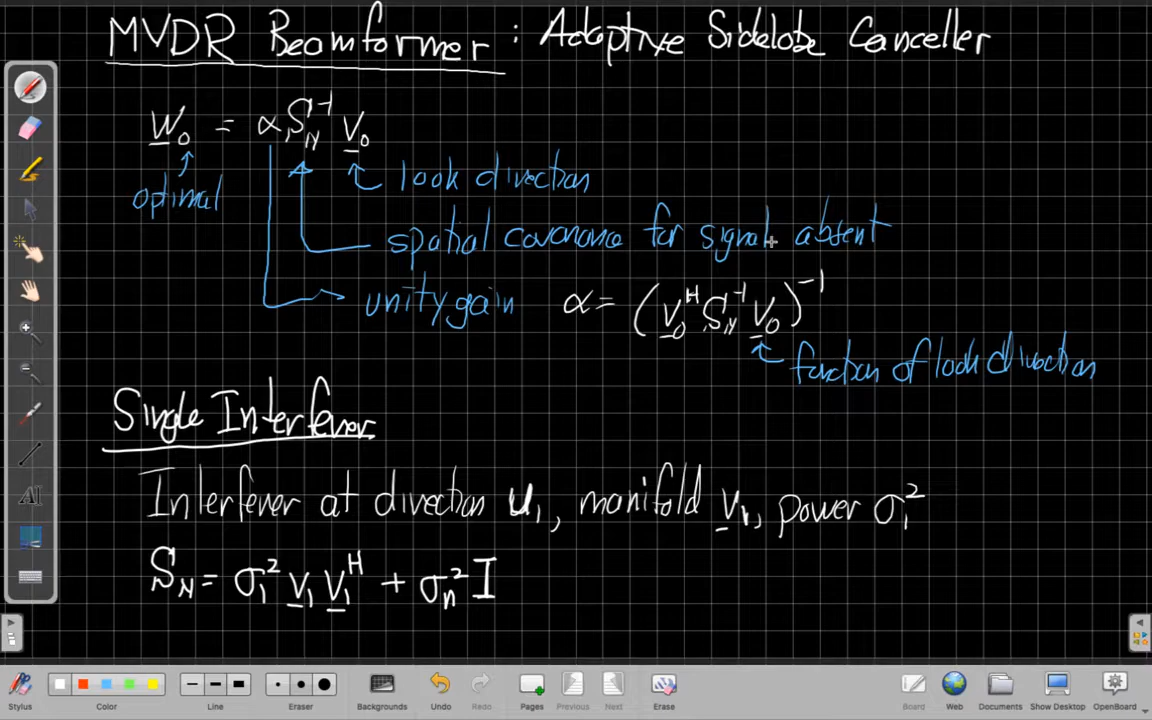 MVDR Beamformer : Adaptive Sidelobe Canceller
w₀ = α S_N⁻¹ v₀
optimal
look direction
spatial covariance for signal absent
unity gain α = (v₀ᴴ S_N⁻¹ v₀)⁻¹
function of look direction
Single Interferer
Interferer at direction u₁, manifold v₁, power σ₁²
S_N = σ₁² v₁ v₁ᴴ + σₙ² I
Stylus
Color
Line
Eraser
Backgrounds
Undo
Redo
Pages
Previous
Next
Erase
Board
Web
Documents
Show Desktop
OpenBoard